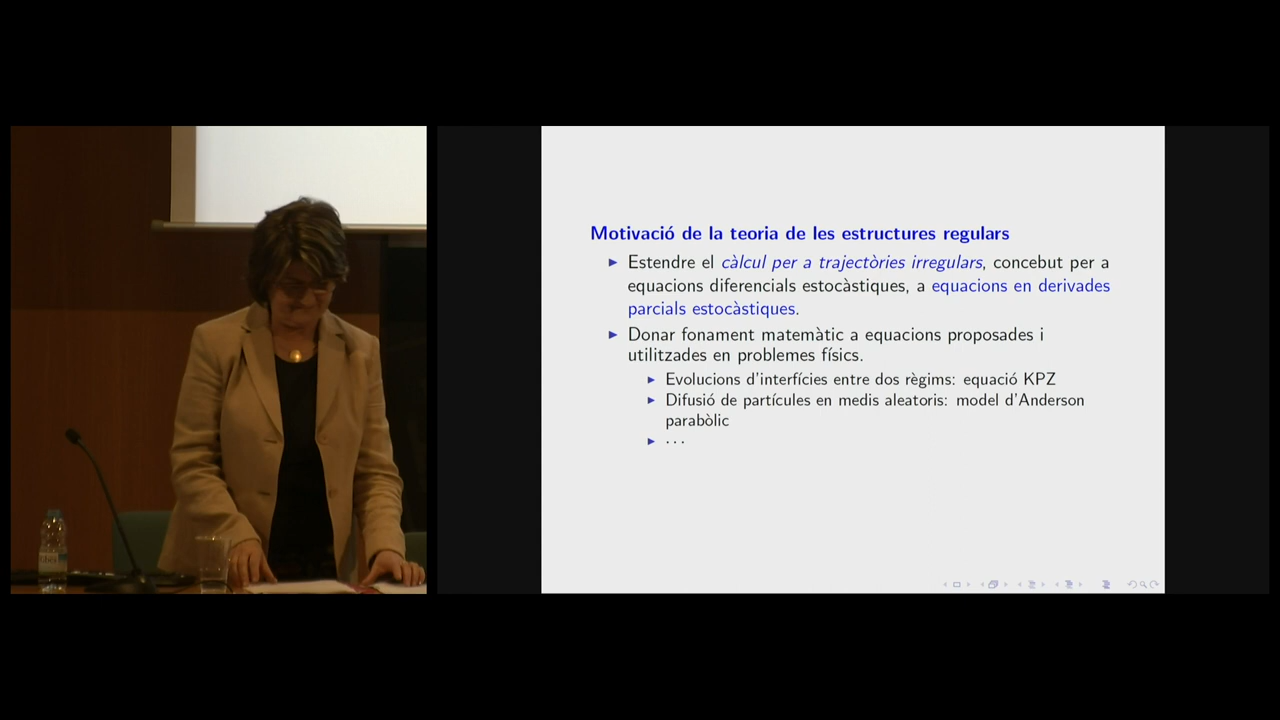 Motivació de la teoria de les estructures regulars
Estendre el càlcul per a trajectòries irregulars, concebut per a
equacions diferencials estocàstiques, a equacions en derivades
parcials estocàstiques.
Donar fonament matemàtic a equacions proposades i
utilitzades en problemes físics.
Evolucions d'interfícies entre dos règims: equació KPZ
Difusió de partícules en medis aleatoris: model d'Anderson
parabòlic
· · ·